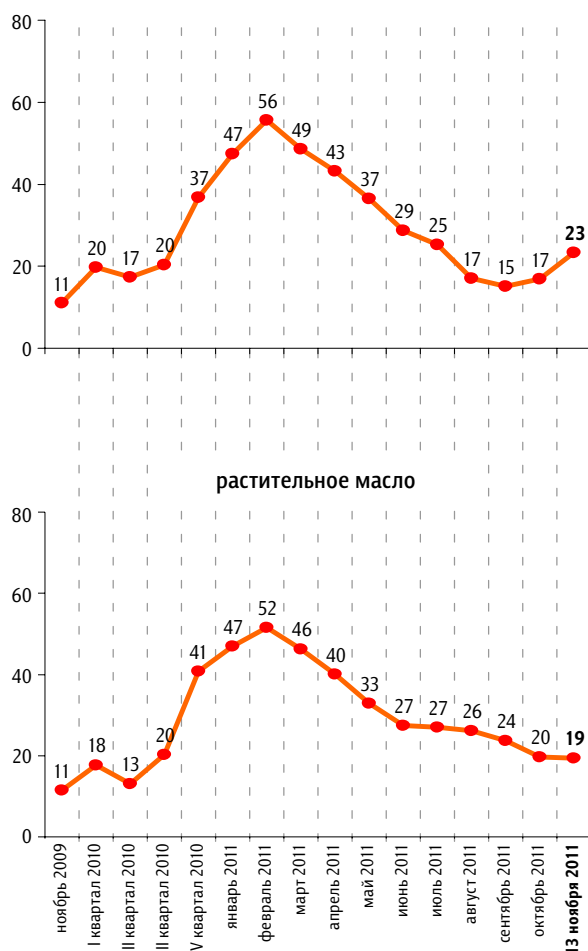 80
60
40
20
0
11
20
17
20
37
47
56
49
43
37
29
25
17
15
17
23
растительное масло
80
60
40
20
0
11
18
13
20
41
47
52
46
40
33
27
27
26
24
20
19
ноябрь 2009
I квартал 2010
II квартал 2010
II квартал 2010
V квартал 2010
январь 2011
февраль 2011
март 2011
апрель 2011
май 2011
июнь 2011
июль 2011
август 2011
сентябрь 2011
октябрь 2011
13 ноября 2011